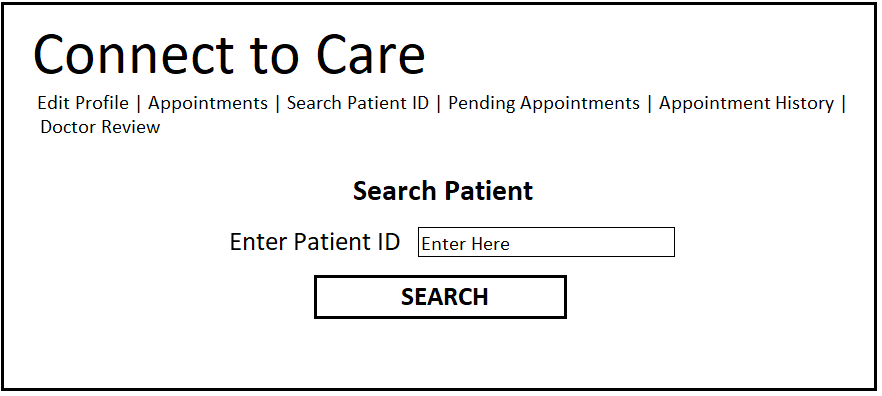 Connect to Care
Edit Profile | Appointments | Search Patient ID | Pending Appointments | Appointment History |
Doctor Review
Search Patient
Enter Patient ID
Enter Here
SEARCH